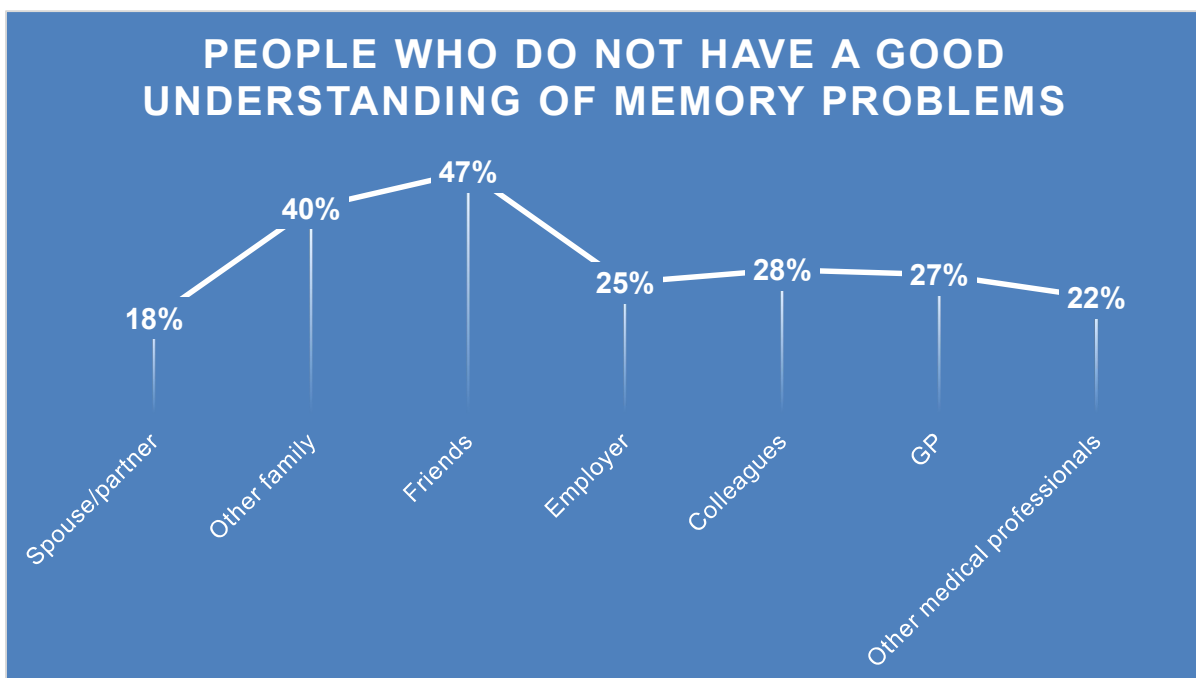 PEOPLE WHO DO NOT HAVE A GOOD
UNDERSTANDING OF MEMORY PROBLEMS
47%
40%
28%
27%
25%
22%
18%
Spouse/partner
Other family
Friends
Employer
Colleagues
GP
Other medical professionals